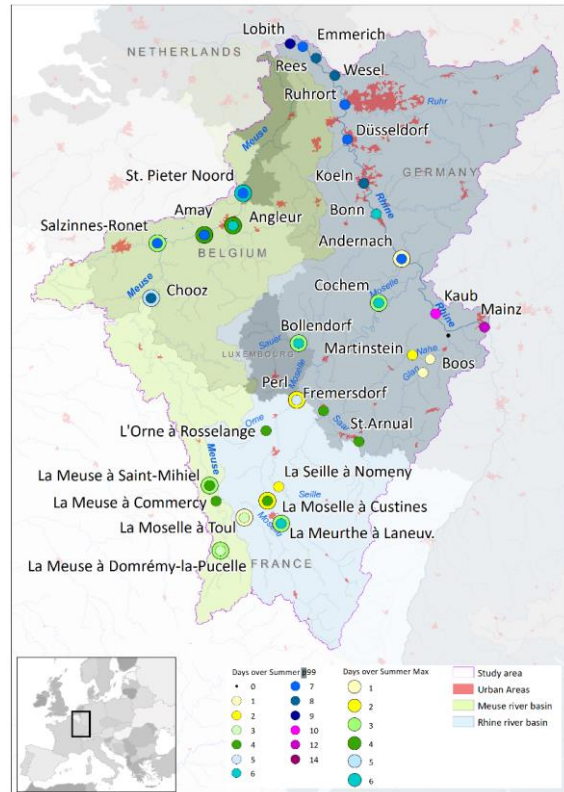 Lobith
Emmerich
NETHERLANDS
Rees
Wesel
Ruhrort
Ruhr
Meuse
Düsseldorf
GERMANY
St. Pieter Noord
Koeln
Rhine
Amay
Angleur
Bonn
Salzinnes-Ronet
Andernach
BELGIUM
Meuse
Chooz
Cochem
Moselle
Rhine
Kaub
Mainz
Bollendorf
Sauer
LUXEMBOURG
Martinstein
Nahe
Glan
Boos
Moselle
Perl
Fremersdorf
L'Orne à Rosselange
Orne
Saar
St.Arnual
Meuse
La Meuse à Saint-Mihiel
La Seille à Nomeny
La Meuse à Commercy
Seille
La Moselle à Custines
La Moselle à Toul
La Meurthe à Laneuv.
FRANCE
La Meuse à Domrémy-la-Pucelle
Days over Summer p99
0
1
2
3
4
5
6
7
8
9
10
12
14
Days over Summer Max
1
2
3
4
5
6
Study area
Urban Areas
Meuse river basin
Rhine river basin